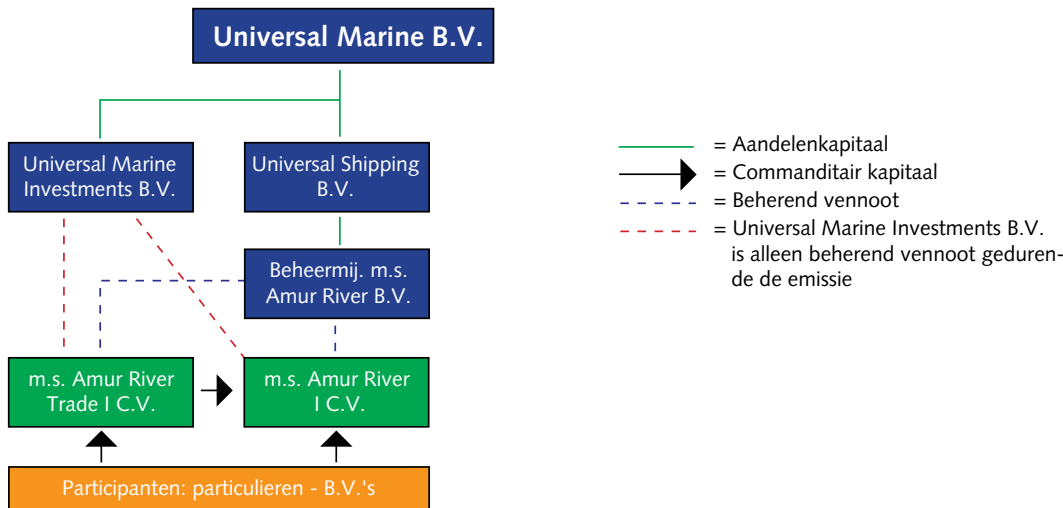 Universal Marine B.V.
Universal Marine
Investments B.V.
Universal Shipping
B.V.
Beheermij. m.s.
Amur River B.V.
m.s. Amur River
Trade I C.V.
m.s. Amur River
I C.V.
Participanten: particulieren - B.V.'s
= Aandelenkapitaal
= Commanditair kapitaal
= Beherend vennoot
= Universal Marine Investments B.V.
is alleen beherend vennoot geduren-
de de emissie